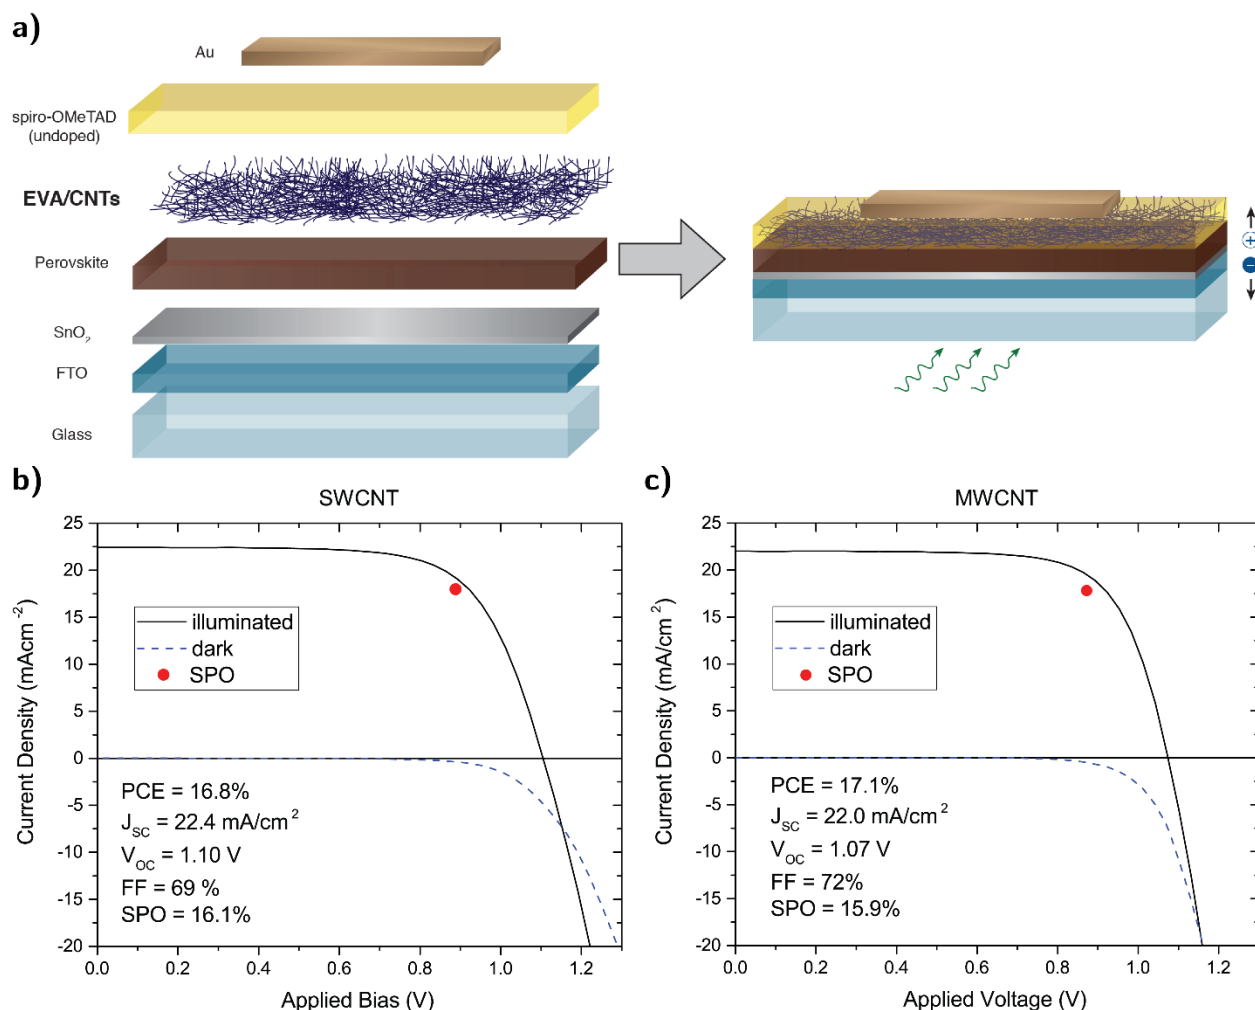 a)
Au
spiro-OMeTAD
(undoped)
EVA/CNTs
Perovskite
SnO₂
FTO
Glass
+
−
b)
SWCNT
25
20
15
10
5
0
-5
-10
-15
-20
Current Density (mAcm⁻²)
illuminated
dark
SPO
PCE = 16.8%
J_SC = 22.4 mA/cm²
V_OC = 1.10 V
FF = 69 %
SPO = 16.1%
0.0 0.2 0.4 0.6 0.8 1.0 1.2
Applied Bias (V)
c)
MWCNT
25
20
15
10
5
0
-5
-10
-15
-20
Current Density (mA/cm²)
illuminated
dark
SPO
PCE = 17.1%
J_SC = 22.0 mA/cm²
V_OC = 1.07 V
FF = 72%
SPO = 15.9%
0.0 0.2 0.4 0.6 0.8 1.0 1.2
Applied Voltage (V)